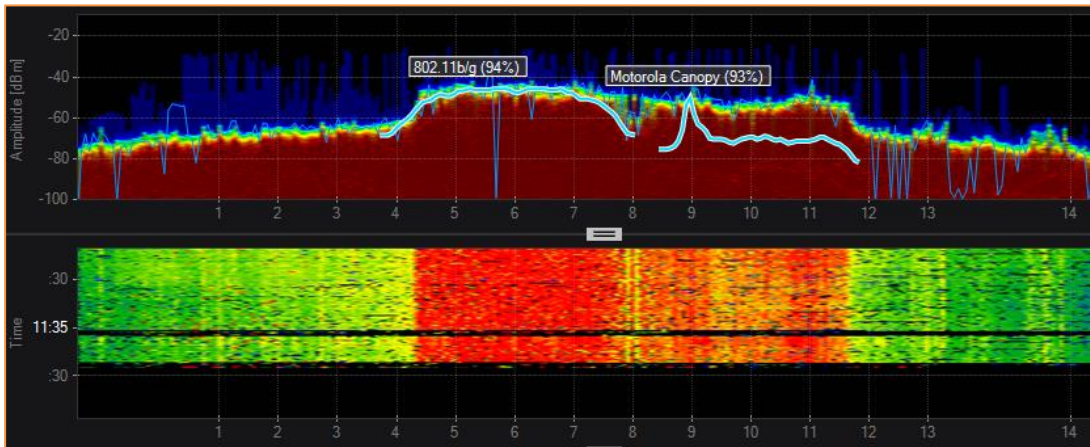 -20
802.11b/g (94%)
Motorola Canopy (93%)
-40
-60
-80
-100
Amplitude [dBm]
1 2 3 4 5 6 7 8 9 10 11 12 13 14
:30
11:35
:30
Time
1 2 3 4 5 6 7 8 9 10 11 12 13 14